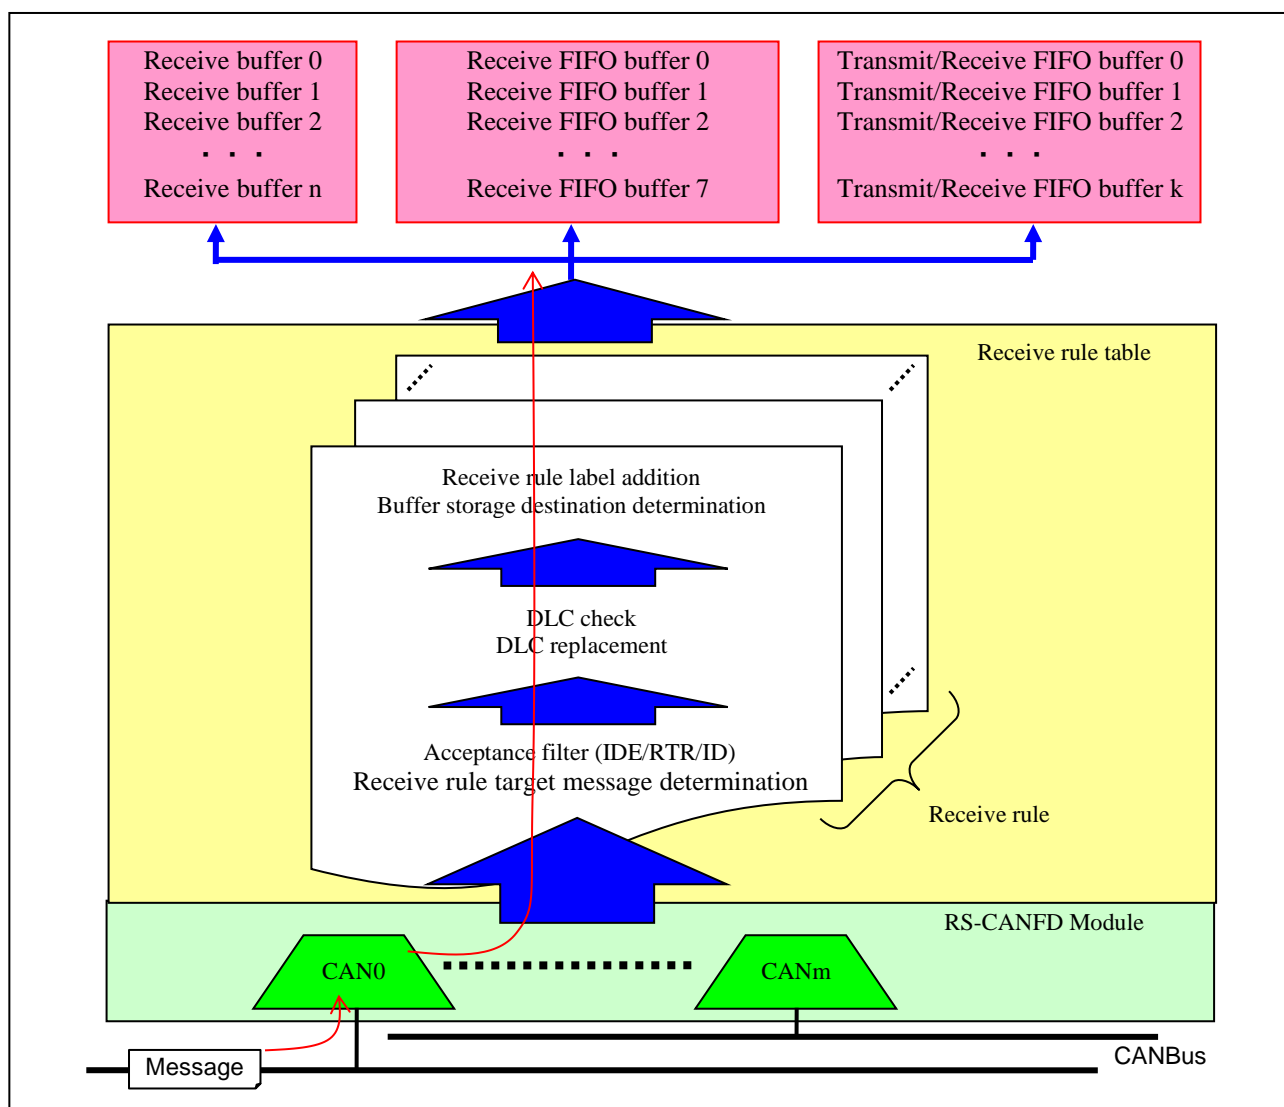 Receive buffer 0
Receive buffer 1
Receive buffer 2
. . .
Receive buffer n
Receive FIFO buffer 0
Receive FIFO buffer 1
Receive FIFO buffer 2
. . .
Receive FIFO buffer 7
Transmit/Receive FIFO buffer 0
Transmit/Receive FIFO buffer 1
Transmit/Receive FIFO buffer 2
. . .
Transmit/Receive FIFO buffer k
Receive rule table
Receive rule label addition
Buffer storage destination determination
DLC check
DLC replacement
Acceptance filter (IDE/RTR/ID)
Receive rule target message determination
Receive rule
RS-CANFD Module
CAN0
CANm
CANBus
Message